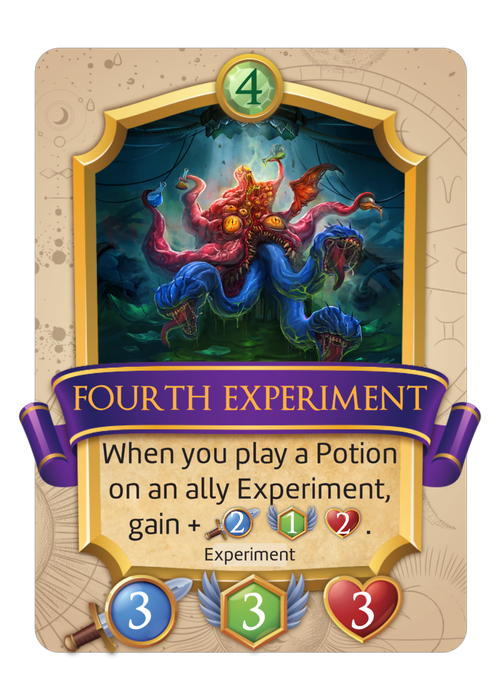 4
FOURTH EXPERIMENT
When you play a Potion
on an ally Experiment,
gain + 2 1 2 .
Experiment
3 3 3